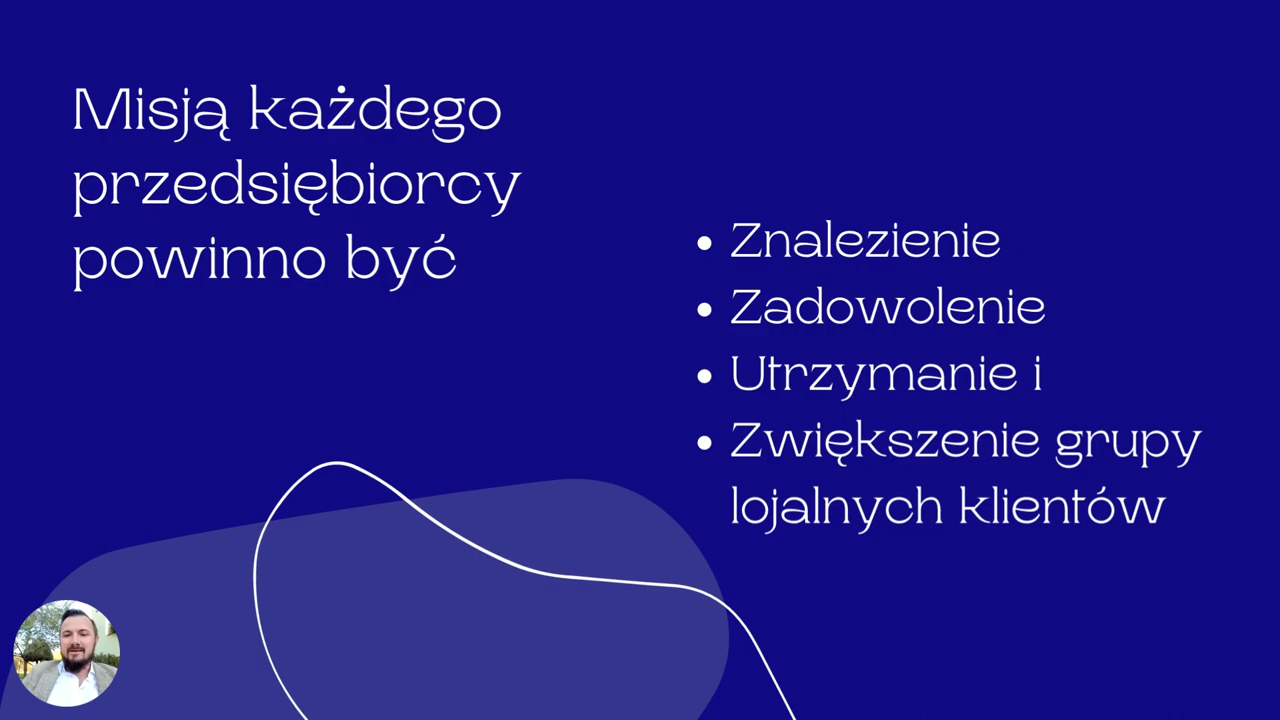 Misją każdego
przedsiębiorcy
powinno być
• Znalezienie
• Zadowolenie
• Utrzymanie i
• Zwiększenie grupy
lojalnych klientów